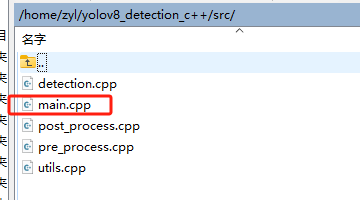 /home/zyl/yolov8_detection_c++/src/
名字
..
detection.cpp
main.cpp
post_process.cpp
pre_process.cpp
utils.cpp